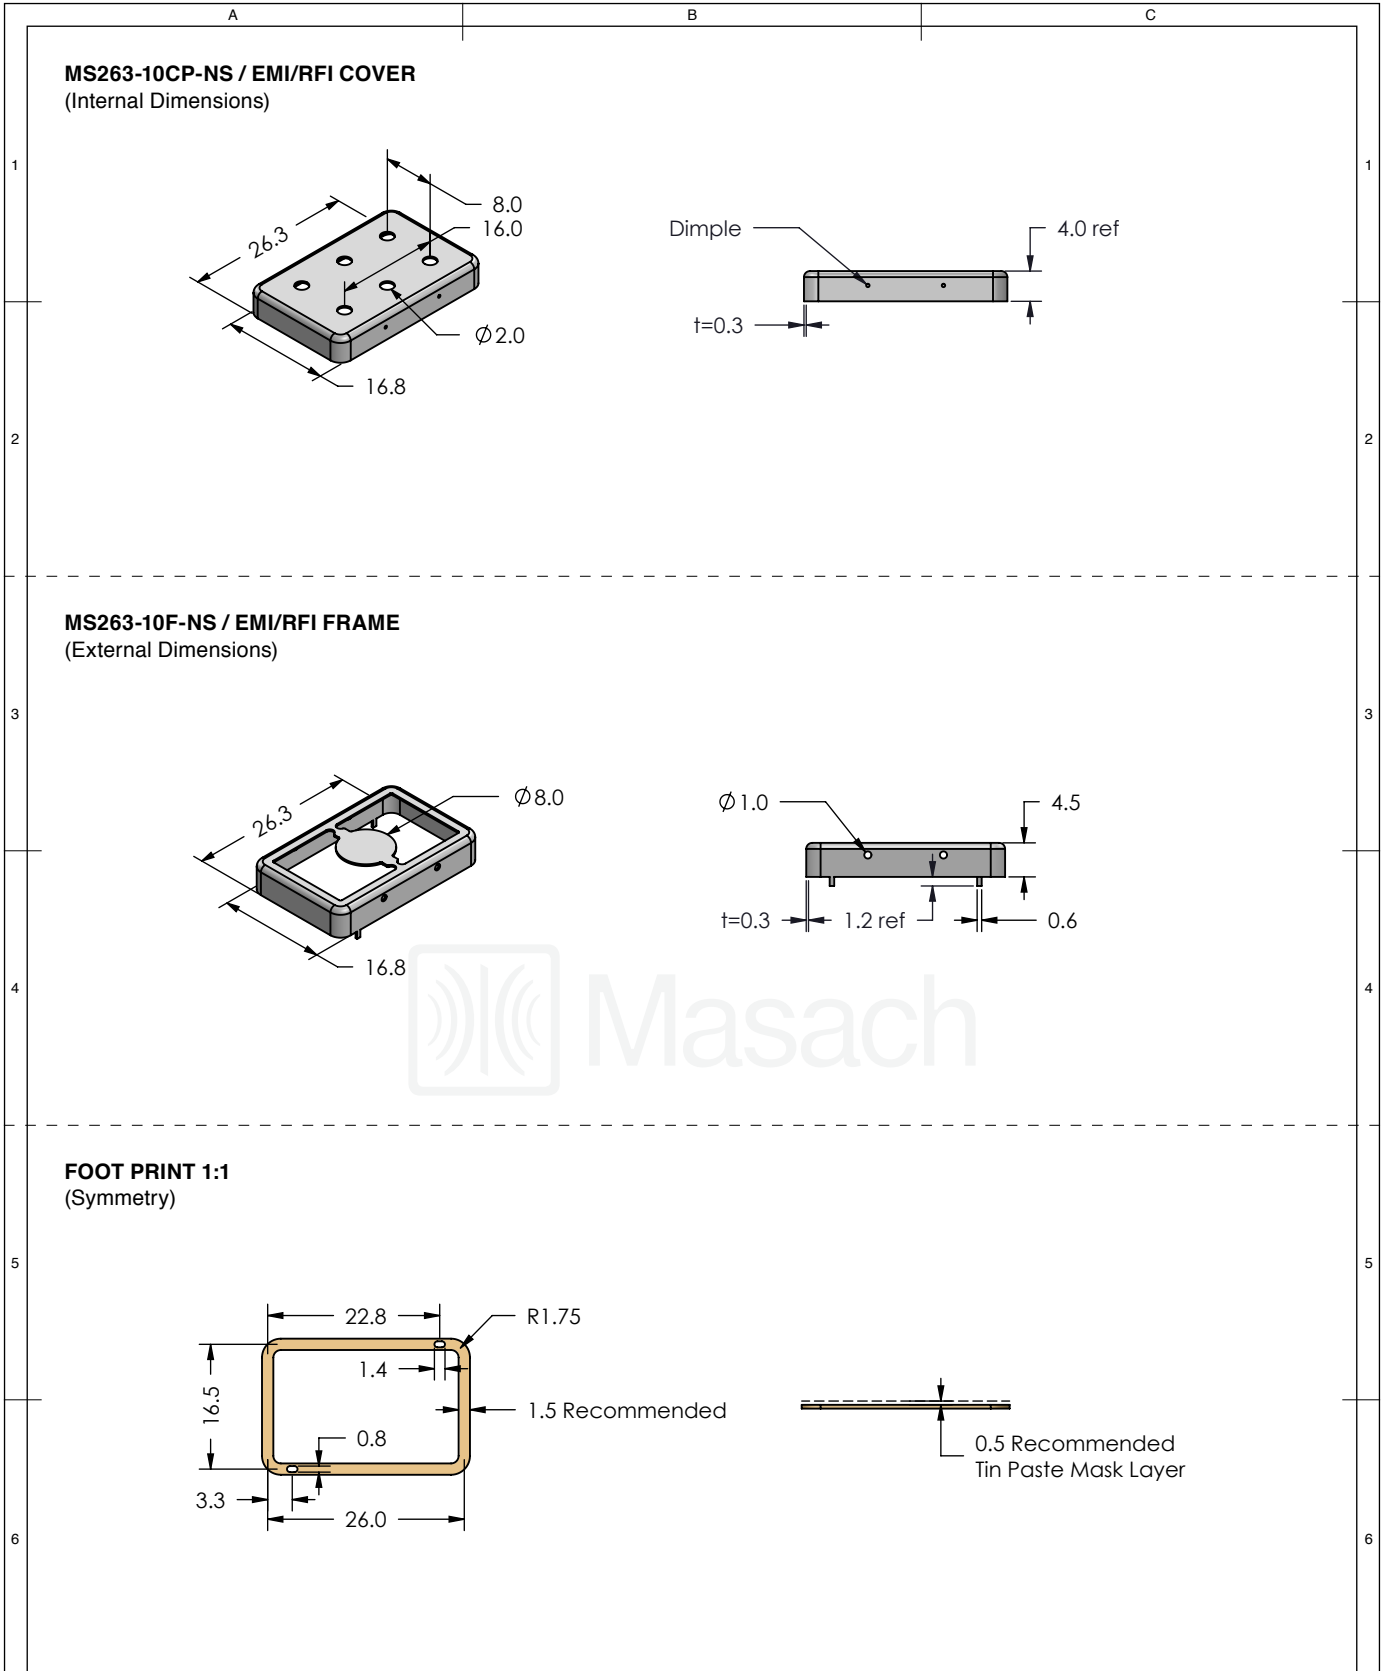 A
B
C
MS263-10CP-NS / EMI/RFI COVER
(Internal Dimensions)
1
1
8.0
16.0
26.3
Ø2.0
16.8
Dimple
4.0 ref
t=0.3
2
2
MS263-10F-NS / EMI/RFI FRAME
(External Dimensions)
3
3
26.3
Ø8.0
16.8
Ø1.0
4.5
t=0.3
1.2 ref
0.6
Masach
4
4
FOOT PRINT 1:1
(Symmetry)
5
5
22.8
R1.75
1.4
16.5
1.5 Recommended
0.8
3.3
26.0
0.5 Recommended
Tin Paste Mask Layer
6
6